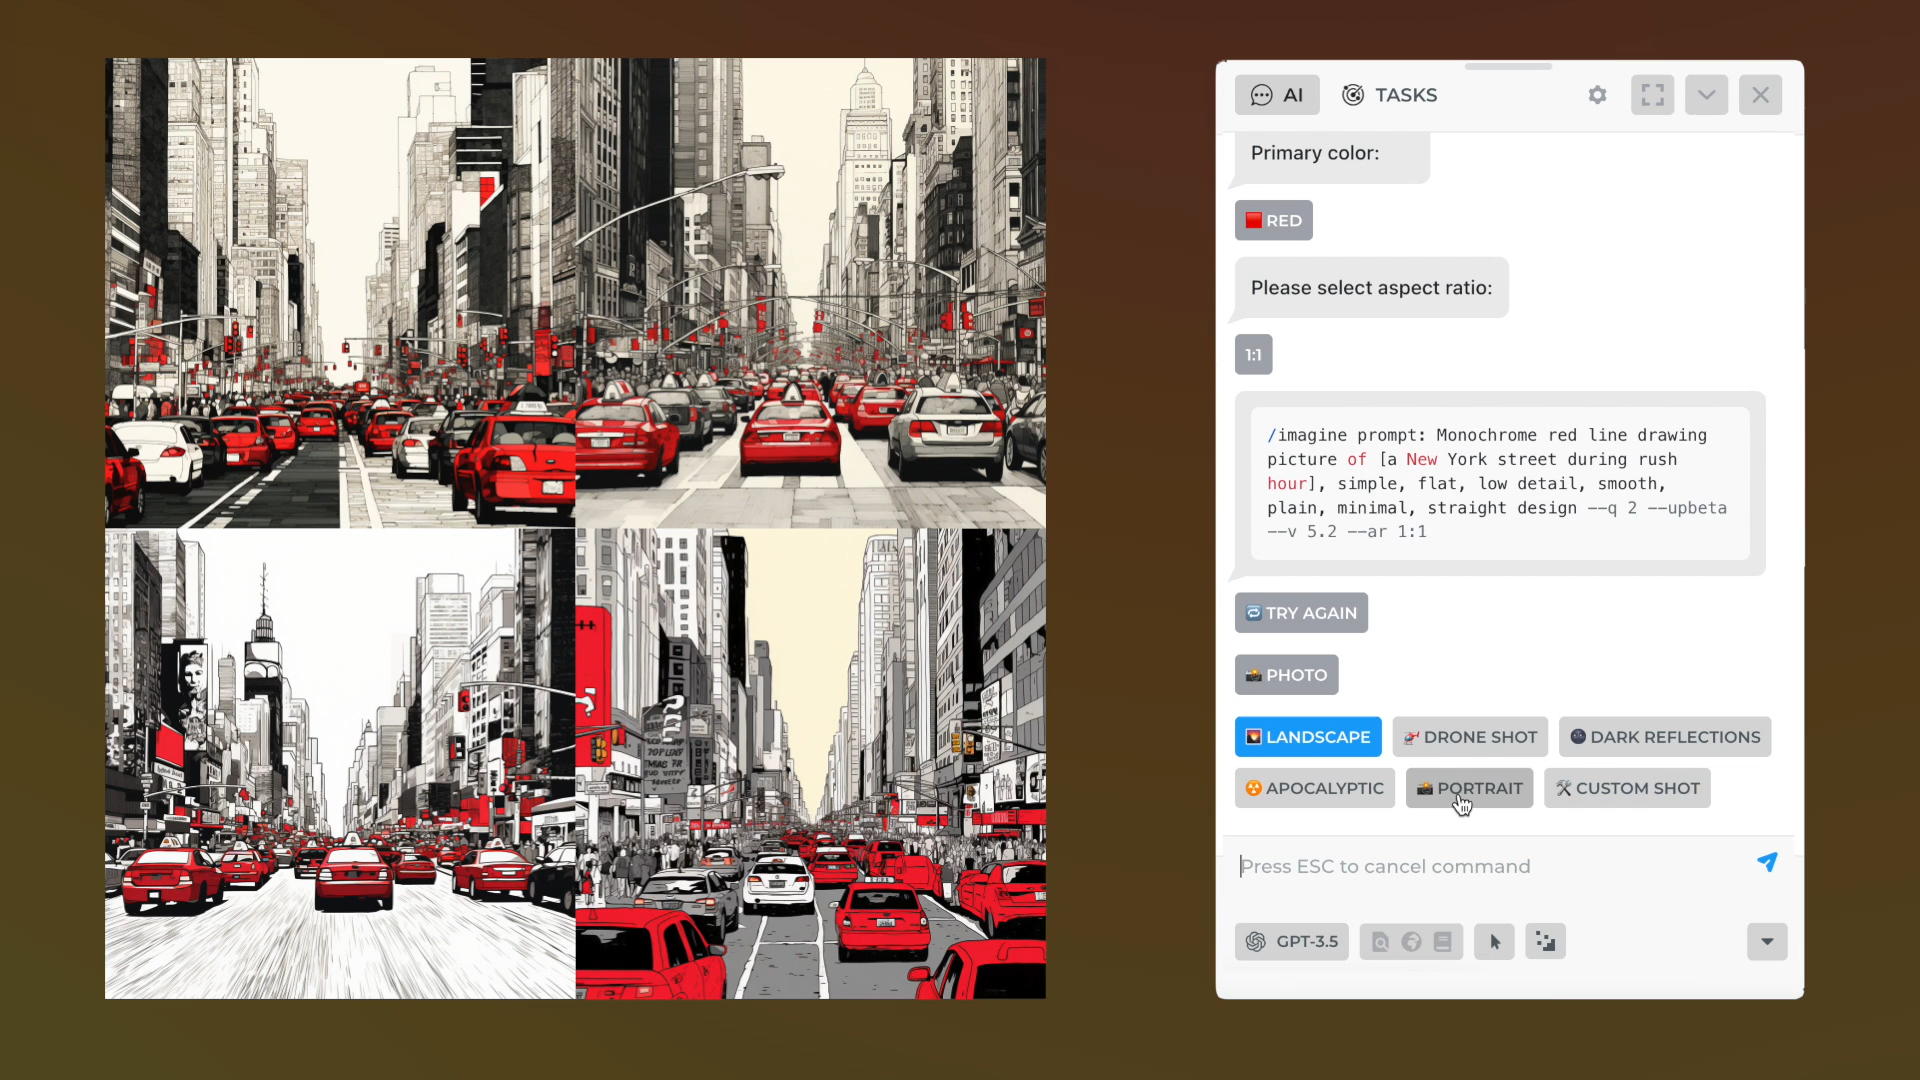 AI
TASKS
Primary color:
RED
Please select aspect ratio:
1:1
/imagine prompt: Monochrome red line drawing
picture of [a New York street during rush
hour], simple, flat, low detail, smooth,
plain, minimal, straight design --q 2 --upbeta
--v 5.2 --ar 1:1
TRY AGAIN
PHOTO
LANDSCAPE
DRONE SHOT
DARK REFLECTIONS
APOCALYPTIC
PORTRAIT
CUSTOM SHOT
Press ESC to cancel command
GPT-3.5